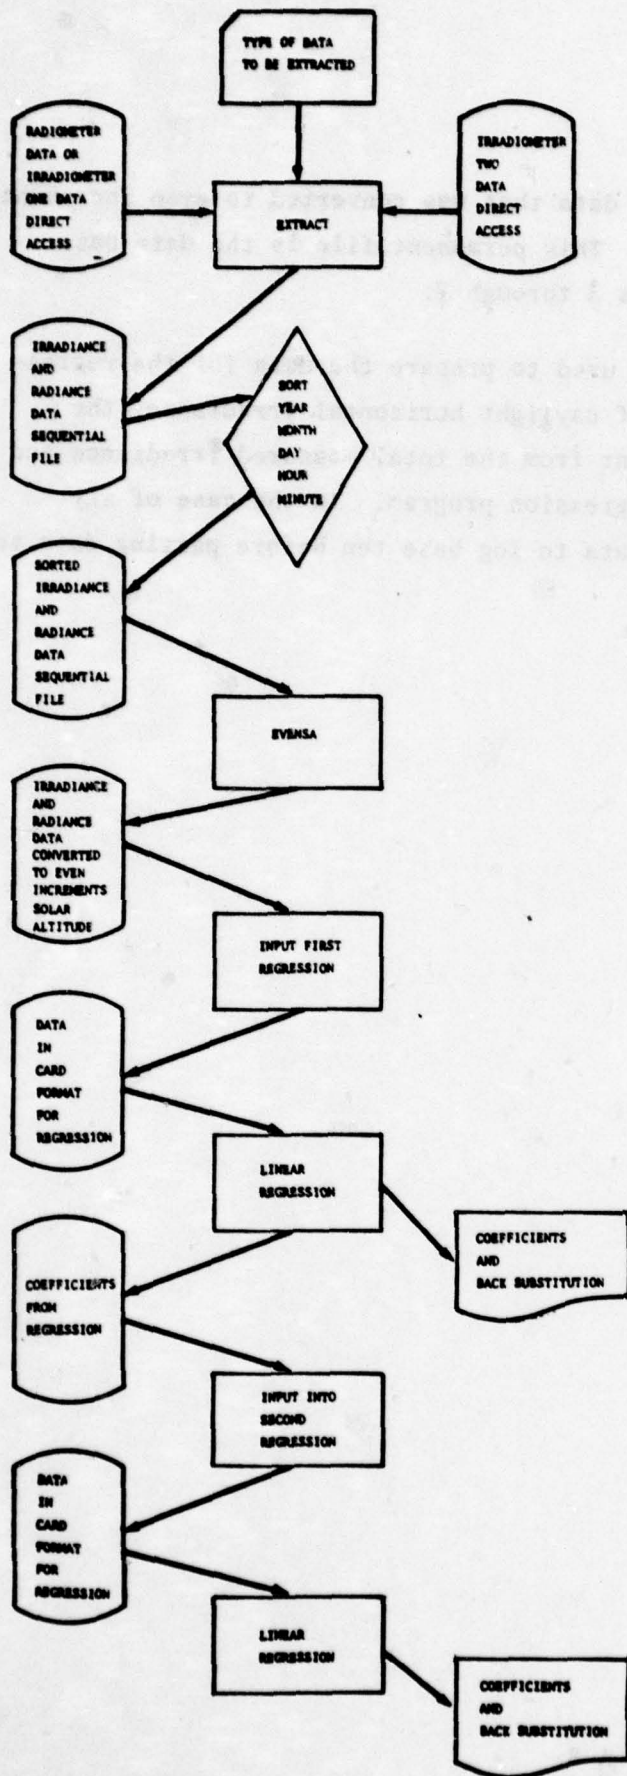 TYPE OF DATA
TO BE EXTRACTED
RADIOMETER
DATA OR
IRRADIOMETER
ONE DATA
DIRECT
ACCESS
EXTRACT
IRRADIOMETER
TWO
DATA
DIRECT
ACCESS
IRRADIANCE
AND
RADIANCE
DATA
SEQUENTIAL
FILE
SORT
YEAR
MONTH
DAY
HOUR
MINUTE
SORTED
IRRADIANCE
AND
RADIANCE
DATA
SEQUENTIAL
FILE
EVENSA
IRRADIANCE
AND
RADIANCE
DATA
CONVERTED
TO EVEN
INCREMENTS
SOLAR
ALTITUDE
INPUT FIRST
REGRESSION
DATA
IN
CARD
FORMAT
FOR
REGRESSION
LINEAR
REGRESSION
COEFFICIENTS
AND
BACK SUBSTITUTION
COEFFICIENTS
FROM
REGRESSION
INPUT INTO
SECOND
REGRESSION
DATA
IN
CARD
FORMAT
FOR
REGRESSION
LINEAR
REGRESSION
COEFFICIENTS
AND
BACK SUBSTITUTION